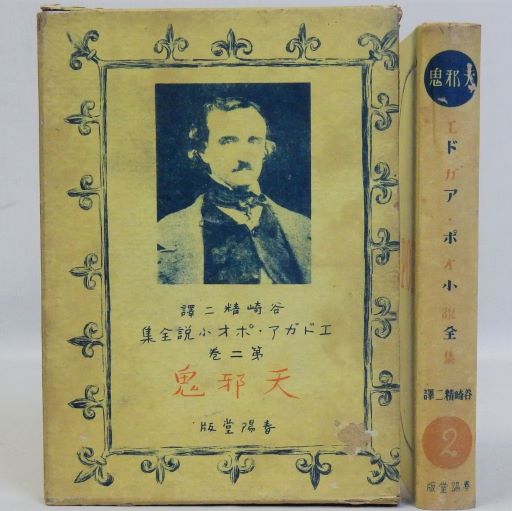 谷崎精二譯
エドガア・ポオ小説全集
第二巻
天邪鬼
春陽堂版
天邪鬼
エドガア・ポオ小説全集
谷崎精二譯
2
春陽堂版